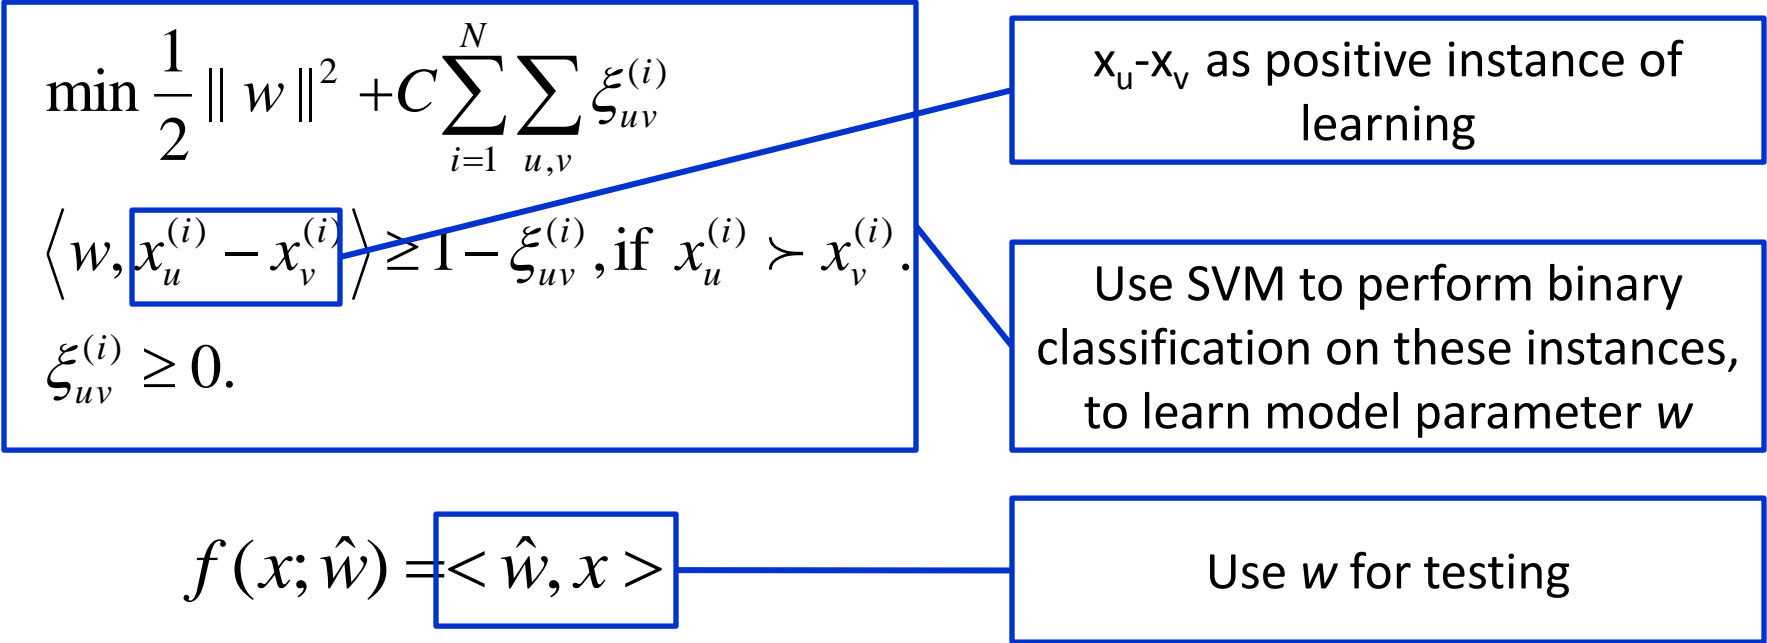 min 1/2 ‖ w ‖² + C ∑_{i=1}^{N} ∑_{u,v} ξ_{uv}^{(i)}
⟨w, x_u^{(i)} − x_v^{(i)}⟩ ≥ 1 − ξ_{uv}^{(i)}, if x_u^{(i)} ≻ x_v^{(i)}.
ξ_{uv}^{(i)} ≥ 0.
x_u-x_v as positive instance of
learning
Use SVM to perform binary
classification on these instances,
to learn model parameter w
f(x; ŵ) =< ŵ, x >
Use w for testing